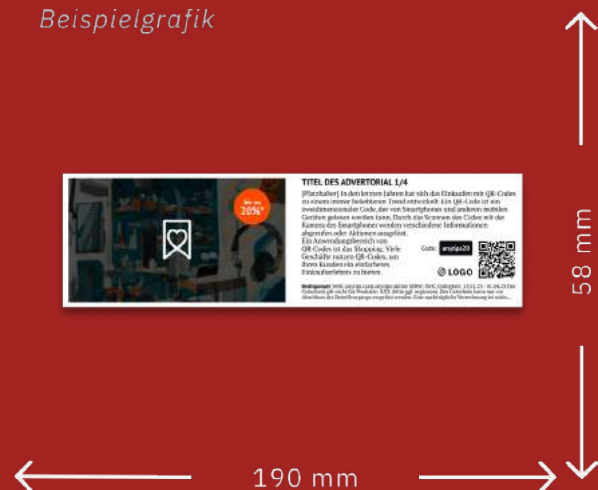 Beispielgrafik
20%*
TITEL DES ADVERTORIAL 1/4
[Platzhalter] In den letzten Jahren hat sich das Einkaufen mit QR-Codes
zu einem immer beliebteren Trend entwickelt. Ein QR-Code ist ein
zweidimensionaler Code, der von Smartphones und anderen mobilen
Geräten gelesen werden kann. Durch das Scannen des Codes mit der
Kamera des Smartphones werden verschiedene Informationen
abgerufen oder Aktionen ausgelöst.
Ein Anwendungsbereich von
QR-Codes ist das Shopping. Viele
Geschäfte nutzen QR-Codes, um
ihren Kunden ein einfacheres
Einkaufserlebnis zu bieten.
Code: anytips20
LOGO
58 mm
190 mm